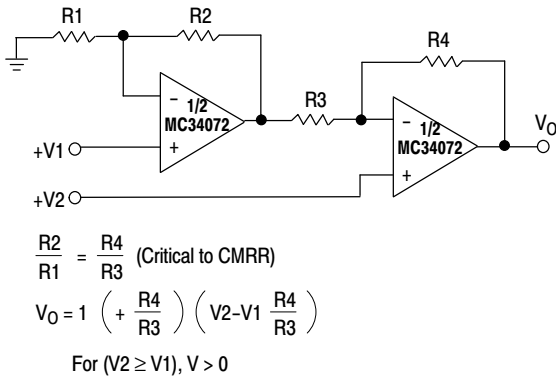 R1
R2
R4
R3
1/2
MC34072
1/2
MC34072
−
+
−
+
+V1
+V2
VO
R2/R1 = R4/R3 (Critical to CMRR)
VO = 1 ( + R4/R3 ) ( V2−V1 R4/R3 )
For (V2 ≥ V1), V > 0